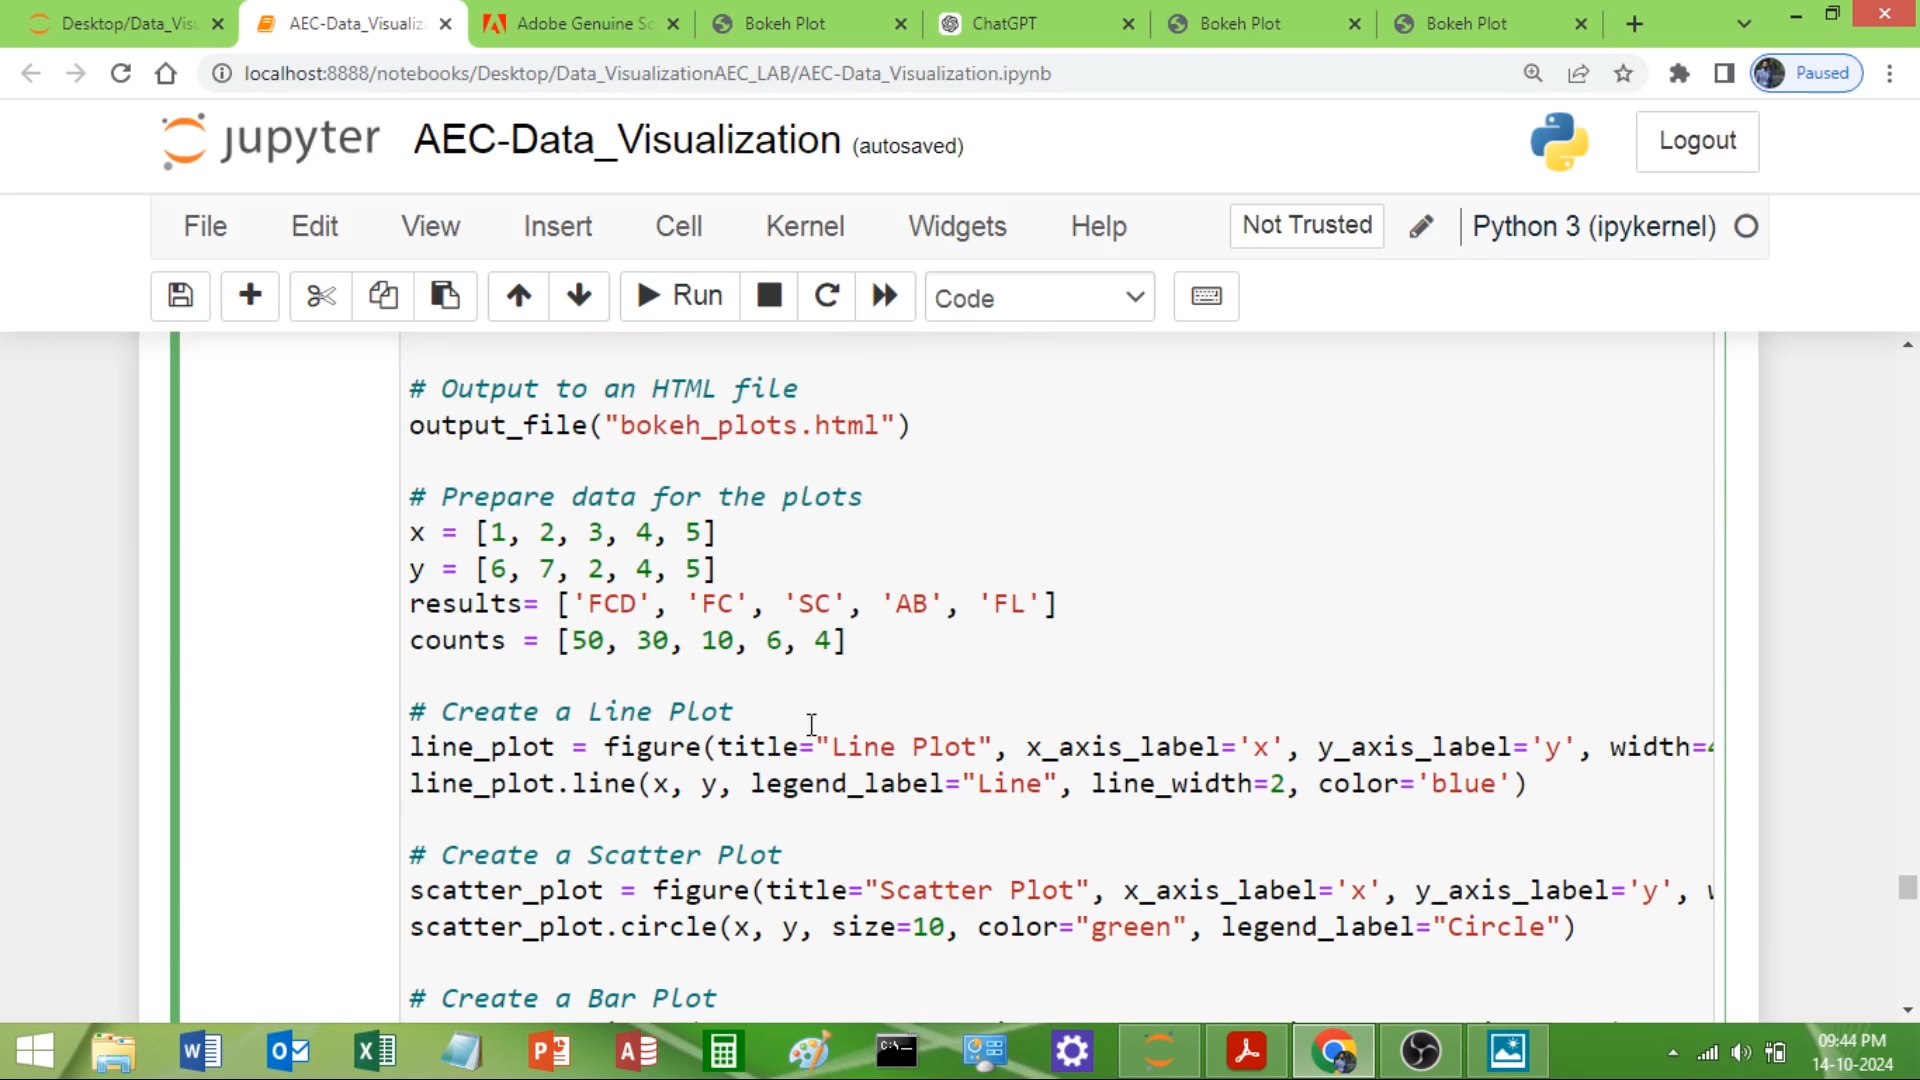 Desktop/Data_Vis
AEC-Data_Visualiz
Adobe Genuine So
Bokeh Plot
ChatGPT
Bokeh Plot
Bokeh Plot
localhost:8888/notebooks/Desktop/Data_VisualizationAEC_LAB/AEC-Data_Visualization.ipynb
Paused
jupyter AEC-Data_Visualization (autosaved)
Logout
File Edit View Insert Cell Kernel Widgets Help Not Trusted Python 3 (ipykernel)
Run Code
# Output to an HTML file
output_file("bokeh_plots.html")
# Prepare data for the plots
x = [1, 2, 3, 4, 5]
y = [6, 7, 2, 4, 5]
results= ['FCD', 'FC', 'SC', 'AB', 'FL']
counts = [50, 30, 10, 6, 4]
# Create a Line Plot
line_plot = figure(title="Line Plot", x_axis_label='x', y_axis_label='y', width=4
line_plot.line(x, y, legend_label="Line", line_width=2, color='blue')
# Create a Scatter Plot
scatter_plot = figure(title="Scatter Plot", x_axis_label='x', y_axis_label='y', w
scatter_plot.circle(x, y, size=10, color="green", legend_label="Circle")
# Create a Bar Plot
09:44 PM
14-10-2024